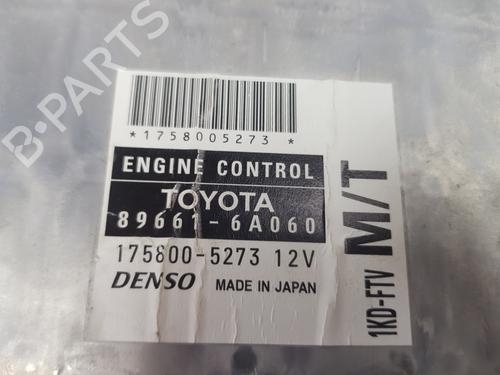 B-PARTS
*1758005273*
ENGINE CONTROL
TOYOTA
89661-6A060
175800-5273 12V
DENSO MADE IN JAPAN
1KD-FTV M/T